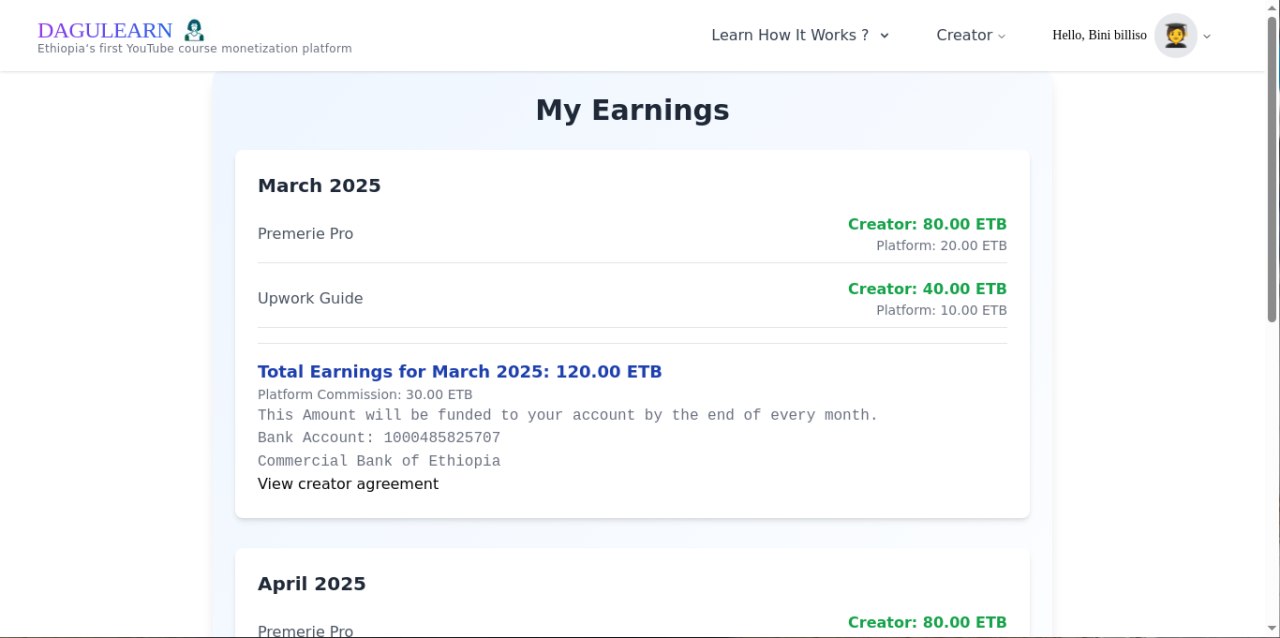 DAGULEARN
Ethiopia's first YouTube course monetization platform
Learn How It Works ?
Creator
Hello, Bini billiso
My Earnings
March 2025
Premerie Pro
Creator: 80.00 ETB
Platform: 20.00 ETB
Upwork Guide
Creator: 40.00 ETB
Platform: 10.00 ETB
Total Earnings for March 2025: 120.00 ETB
Platform Commission: 30.00 ETB
This Amount will be funded to your account by the end of every month.
Bank Account: 1000485825707
Commercial Bank of Ethiopia
View creator agreement
April 2025
Premerie Pro
Creator: 80.00 ETB